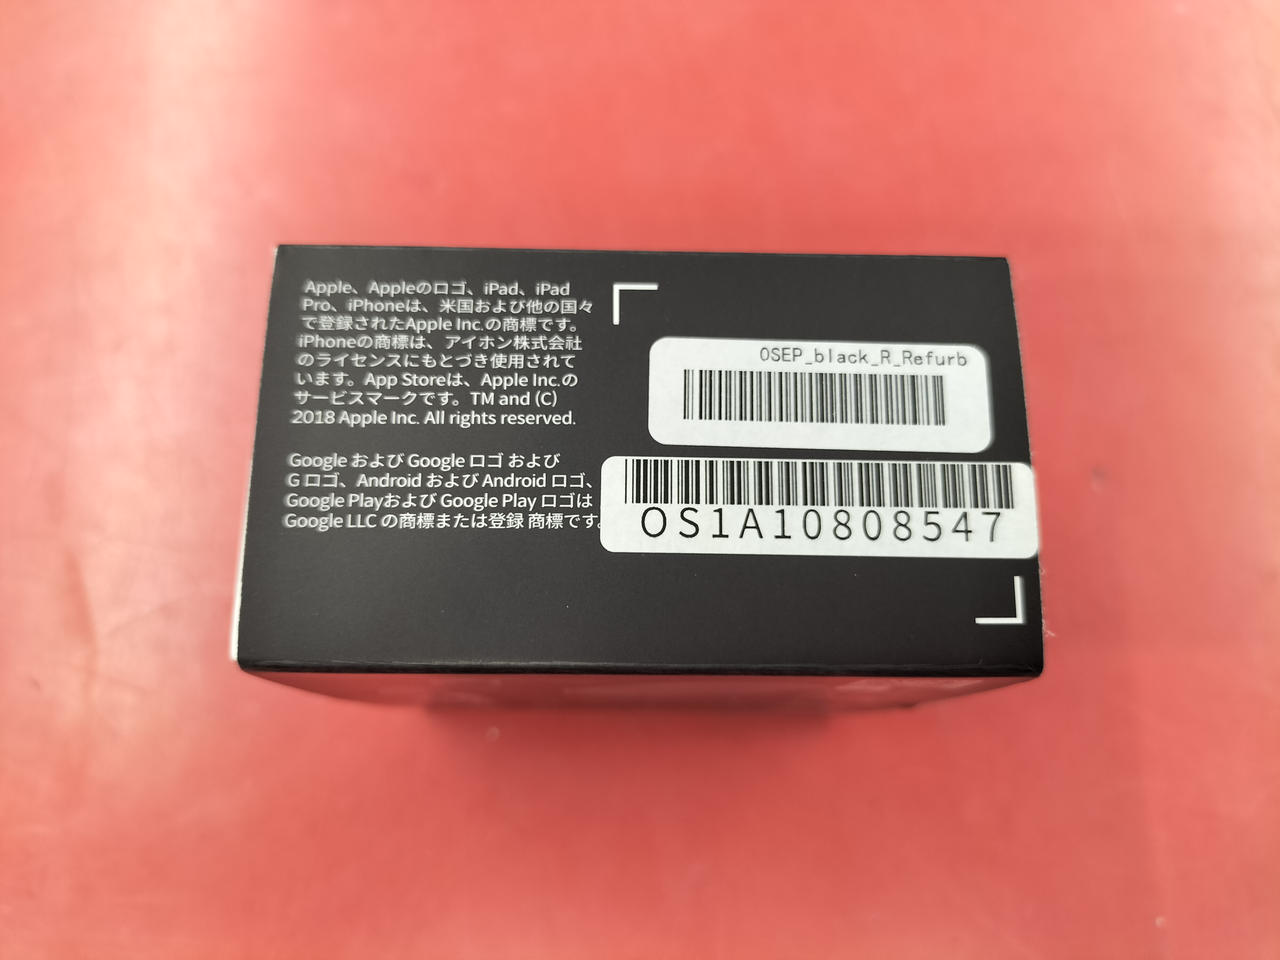 Apple、Appleのロゴ、iPad、iPad
Pro、iPhoneは、米国および他の国々
で登録されたApple Inc.の商標です。
iPhoneの商標は、アイホン株式会社
のライセンスにもとづき使用されて
います。App Storeは、Apple Inc.の
サービスマークです。TM and (C)
2018 Apple Inc. All rights reserved.
Google および Google ロゴ および
G ロゴ、Android および Android ロゴ、
Google Playおよび Google Play ロゴは
Google LLC の商標または登録 商標です。
OSEP_black_R_Refurb
OS1A10808547